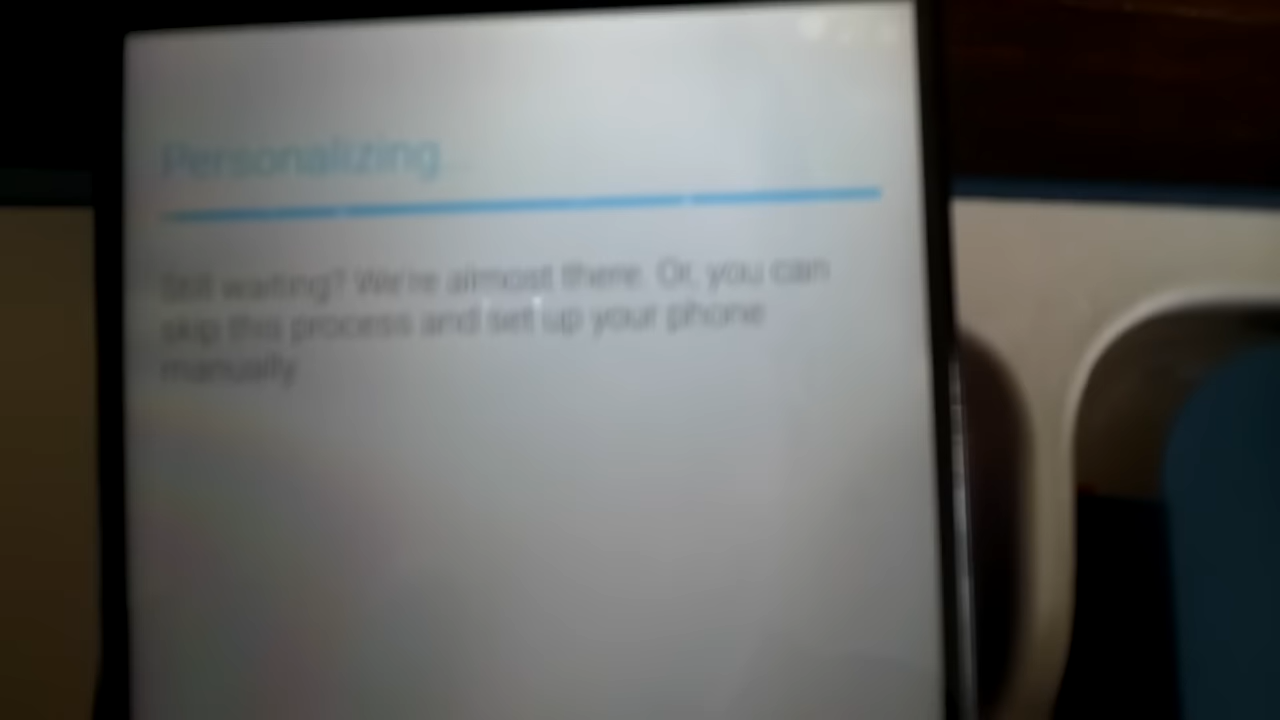 Personalizing
Still waiting? We're almost there. Or, you can
skip this process and set up your phone
manually.